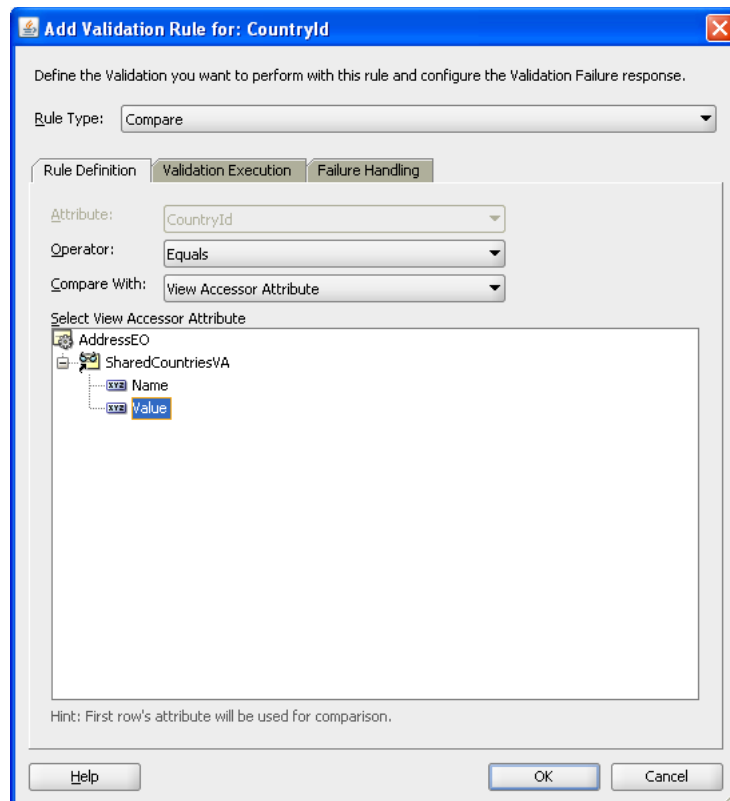 Add Validation Rule for: CountryId
Define the Validation you want to perform with this rule and configure the Validation Failure response.
Rule Type: Compare
Rule Definition Validation Execution Failure Handling
Attribute: CountryId
Operator: Equals
Compare With: View Accessor Attribute
Select View Accessor Attribute
AddressEO
SharedCountriesVA
xyz Name
xyz Value
Hint: First row's attribute will be used for comparison.
Help OK Cancel